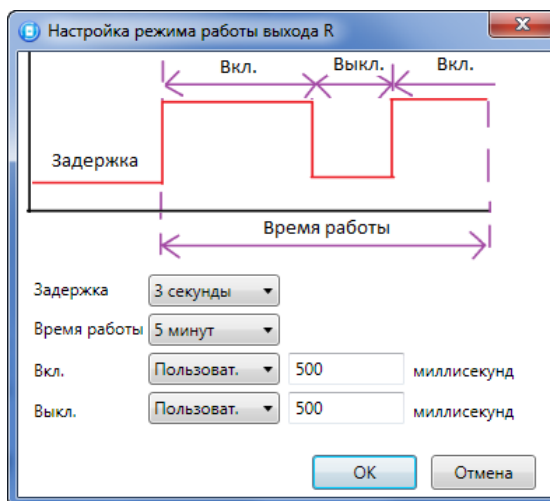 Настройка режима работы выхода R
Вкл. Выкл. Вкл.
Задержка
Время работы
Задержка 3 секунды
Время работы 5 минут
Вкл. Пользоват. 500 миллисекунд
Выкл. Пользоват. 500 миллисекунд
ОК Отмена